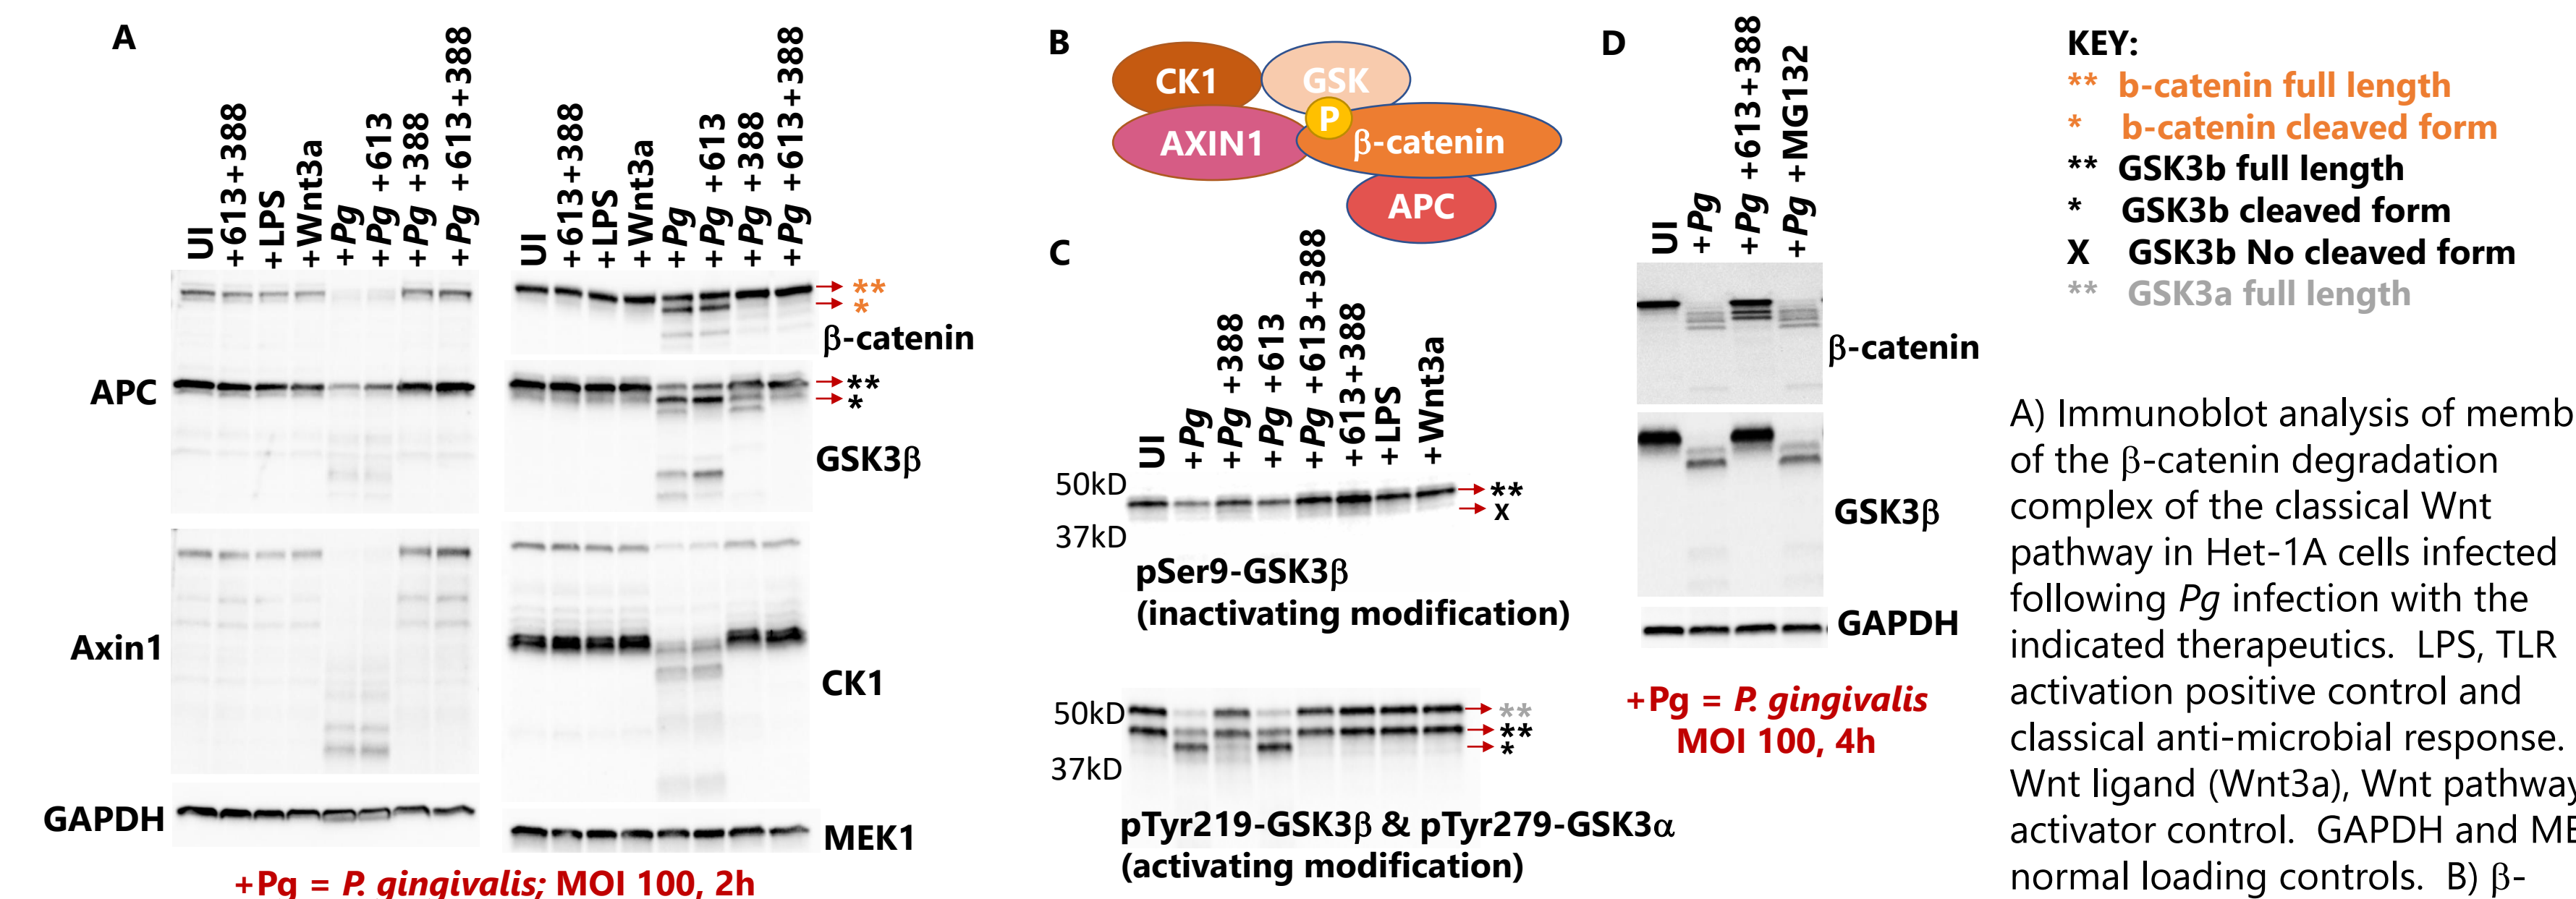 A
UI
+613+388
+LPS
+Wnt3a
+Pg
+Pg +613
+Pg +388
+Pg +613+388
UI
+613+388
+LPS
+Wnt3a
+Pg
+Pg +613
+Pg +388
+Pg +613+388
**
*
β-catenin
APC
**
*
GSK3β
Axin1
CK1
GAPDH
MEK1
+Pg = P. gingivalis; MOI 100, 2h
B
CK1
GSK
P
AXIN1
β-catenin
APC
C
UI
+Pg
+Pg +388
+Pg +613
+Pg +613+388
+613+388
+LPS
+Wnt3a
50kD
**
x
37kD
pSer9-GSK3β
(inactivating modification)
50kD
**
**
*
37kD
pTyr219-GSK3β & pTyr279-GSK3α
(activating modification)
D
UI
+Pg
+Pg +613+388
+Pg +MG132
β-catenin
GSK3β
GAPDH
+Pg = P. gingivalis
MOI 100, 4h
KEY:
** b-catenin full length
* b-catenin cleaved form
** GSK3b full length
* GSK3b cleaved form
X GSK3b No cleaved form
** GSK3a full length
A) Immunoblot analysis of memb
of the β-catenin degradation
complex of the classical Wnt
pathway in Het-1A cells infected
following Pg infection with the
indicated therapeutics. LPS, TLR
activation positive control and
classical anti-microbial response.
Wnt ligand (Wnt3a), Wnt pathway
activator control. GAPDH and ME
normal loading controls. B) β-